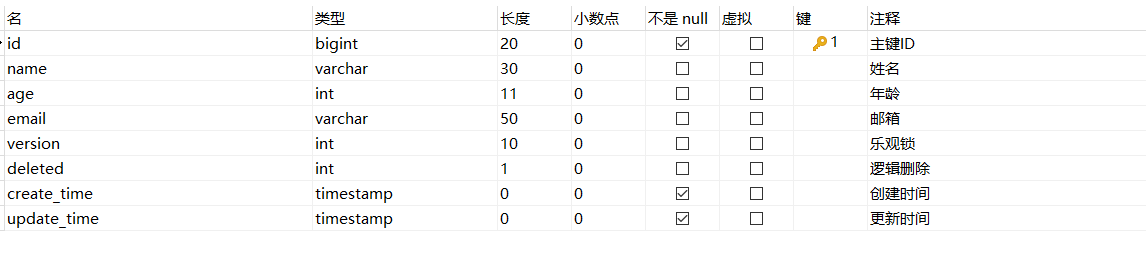 名 类型 长度 小数点 不是 null 虚拟 键 注释
id bigint 20 0 1 主键ID
name varchar 30 0 姓名
age int 11 0 年龄
email varchar 50 0 邮箱
version int 10 0 乐观锁
deleted int 1 0 逻辑删除
create_time timestamp 0 0 创建时间
update_time timestamp 0 0 更新时间